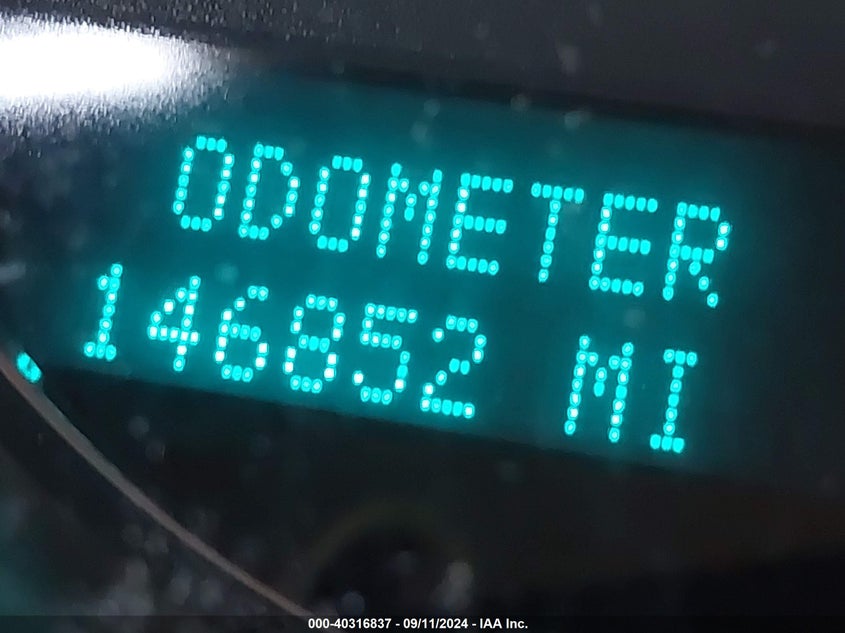 ODOMETER
146852 MI
000-40316837 - 09/11/2024 - IAA Inc.